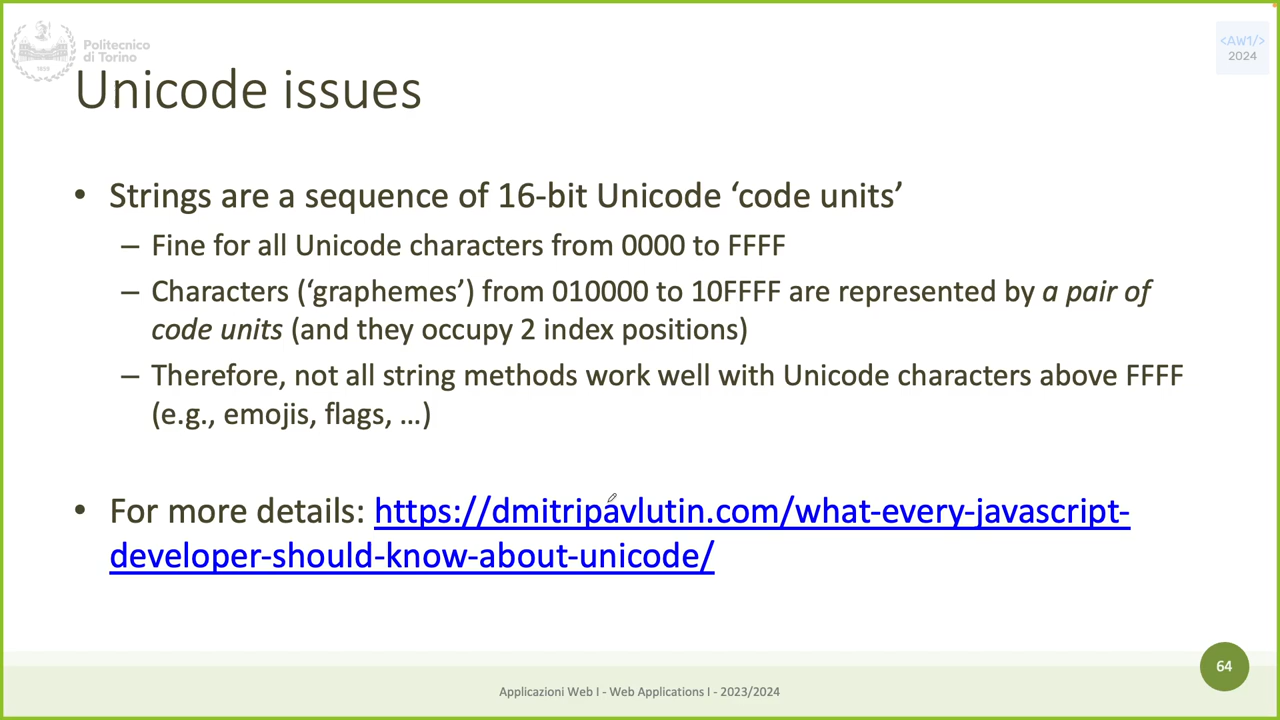 Politecnico
di Torino
1859
<AW1/>
2024
Unicode issues
• Strings are a sequence of 16-bit Unicode ‘code units’
– Fine for all Unicode characters from 0000 to FFFF
– Characters (‘graphemes’) from 010000 to 10FFFF are represented by a pair of
code units (and they occupy 2 index positions)
– Therefore, not all string methods work well with Unicode characters above FFFF
(e.g., emojis, flags, …)
• For more details: https://dmitripavlutin.com/what-every-javascript-
developer-should-know-about-unicode/
64
Applicazioni Web I - Web Applications I - 2023/2024